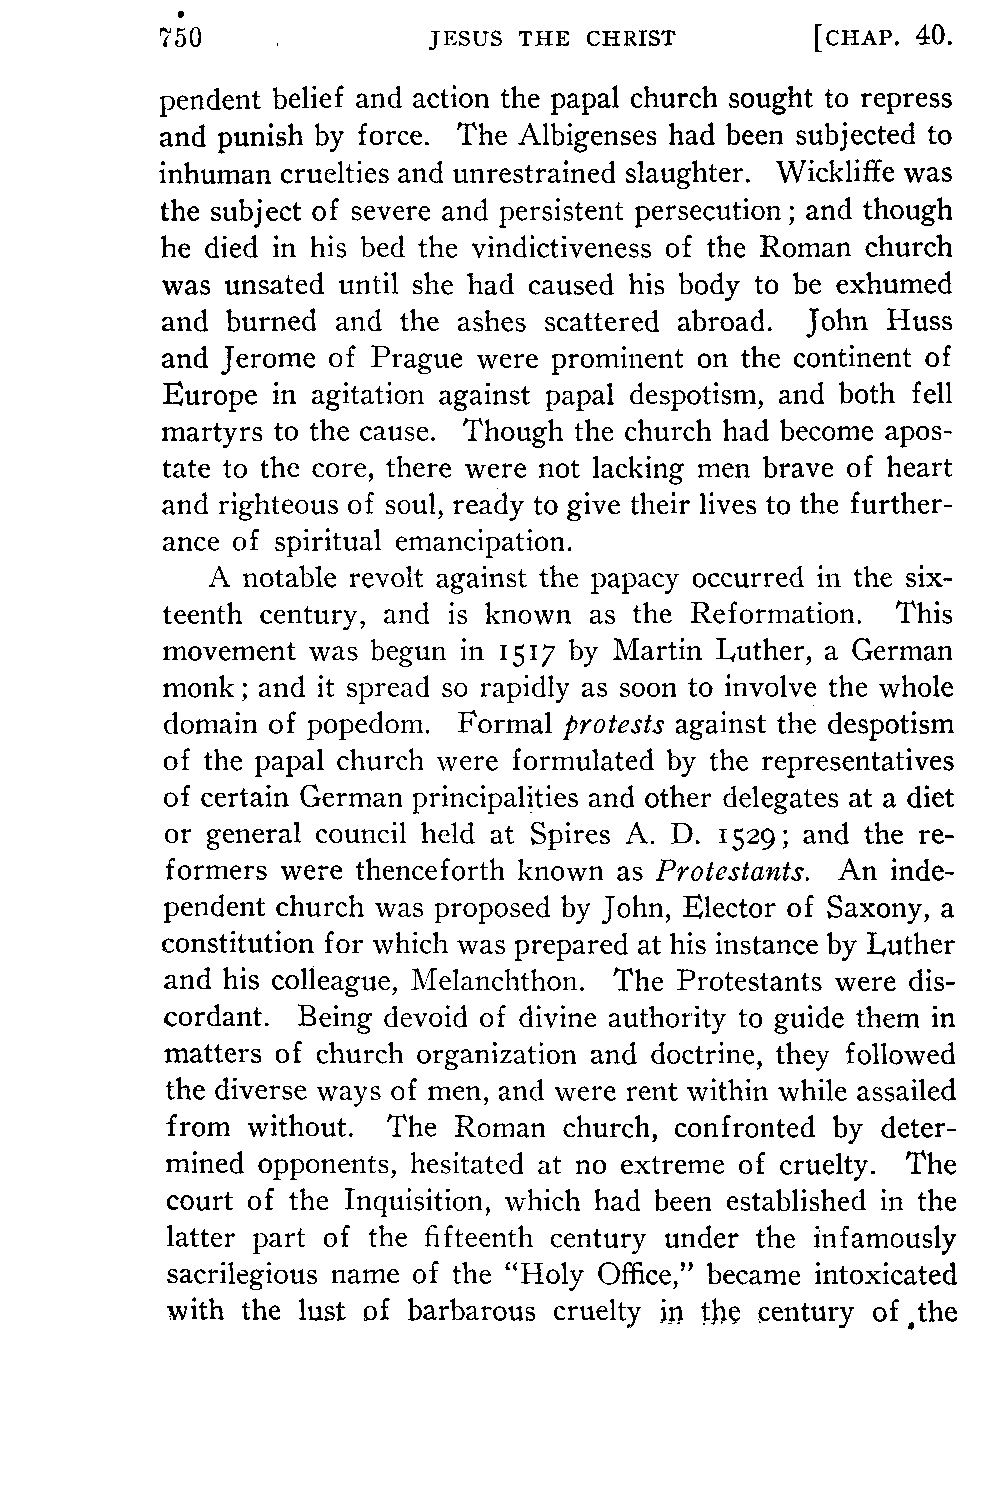 750 JESUS THE CHRIST [CHAP. 40.
pendent belief and action the papal church sought to repress
and punish by force. The Albigenses had been subjected to
inhuman cruelties and unrestrained slaughter. Wickliffe was
the subject of severe and persistent persecution; and though
he died in his bed the vindictiveness of the Roman church
was unsated until she had caused his body to be exhumed
and burned and the ashes scattered abroad. John Huss
and Jerome of Prague were prominent on the continent of
Europe in agitation against papal despotism, and both fell
martyrs to the cause. Though the church had become apos-
tate to the core, there were not lacking men brave of heart
and righteous of soul, ready to give their lives to the further-
ance of spiritual emancipation.
A notable revolt against the papacy occurred in the six-
teenth century, and is known as the Reformation. This
movement was begun in 1517 by Martin Luther, a German
monk; and it spread so rapidly as soon to involve the whole
domain of popedom. Formal protests against the despotism
of the papal church were formulated by the representatives
of certain German principalities and other delegates at a diet
or general council held at Spires A. D. 1529; and the re-
formers were thenceforth known as Protestants. An inde-
pendent church was proposed by John, Elector of Saxony, a
constitution for which was prepared at his instance by Luther
and his colleague, Melanchthon. The Protestants were dis-
cordant. Being devoid of divine authority to guide them in
matters of church organization and doctrine, they followed
the diverse ways of men, and were rent within while assailed
from without. The Roman church, confronted by deter-
mined opponents, hesitated at no extreme of cruelty. The
court of the Inquisition, which had been established in the
latter part of the fifteenth century under the infamously
sacrilegious name of the “Holy Office,” became intoxicated
with the lust of barbarous cruelty in the century of the